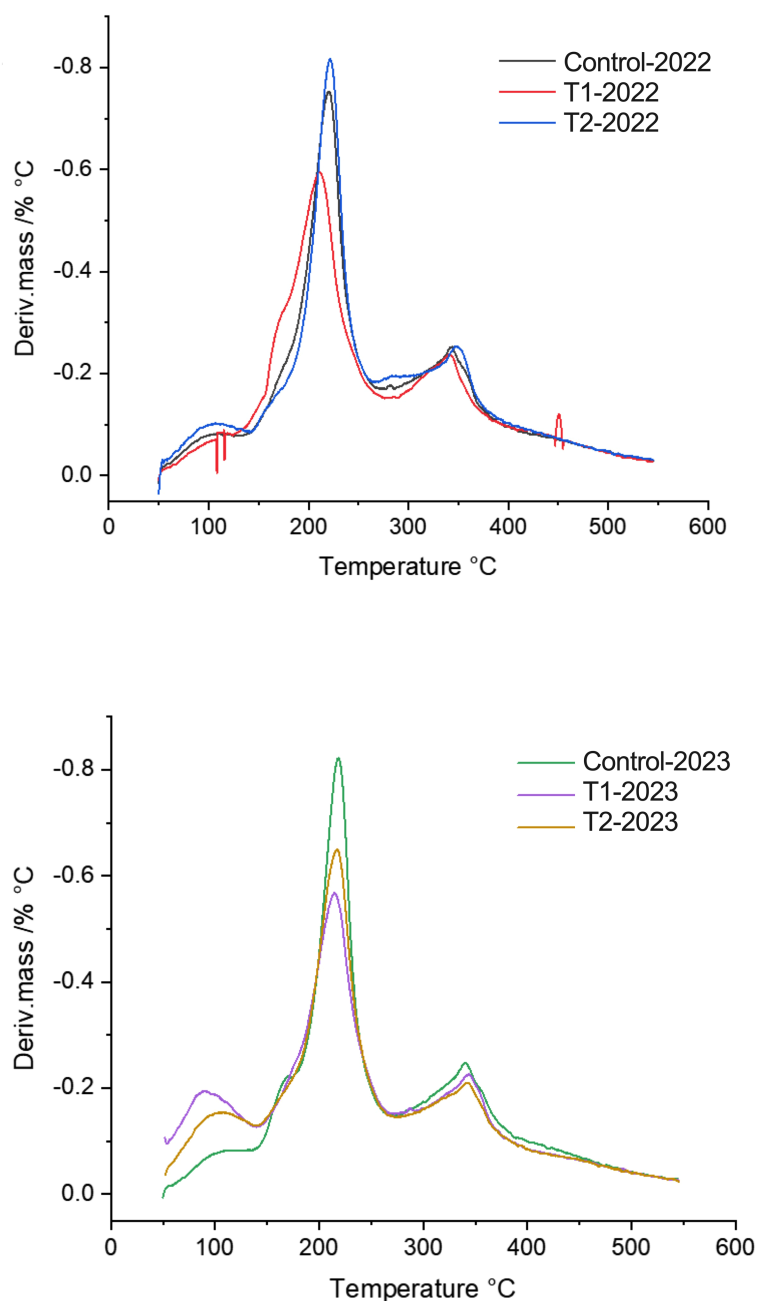 Control-2022
T1-2022
T2-2022
-0.8
-0.6
-0.4
-0.2
0.0
Deriv.mass /% °C
0 100 200 300 400 500 600
Temperature °C
Control-2023
T1-2023
T2-2023
-0.8
-0.6
-0.4
-0.2
0.0
Deriv.mass /% °C
0 100 200 300 400 500 600
Temperature °C